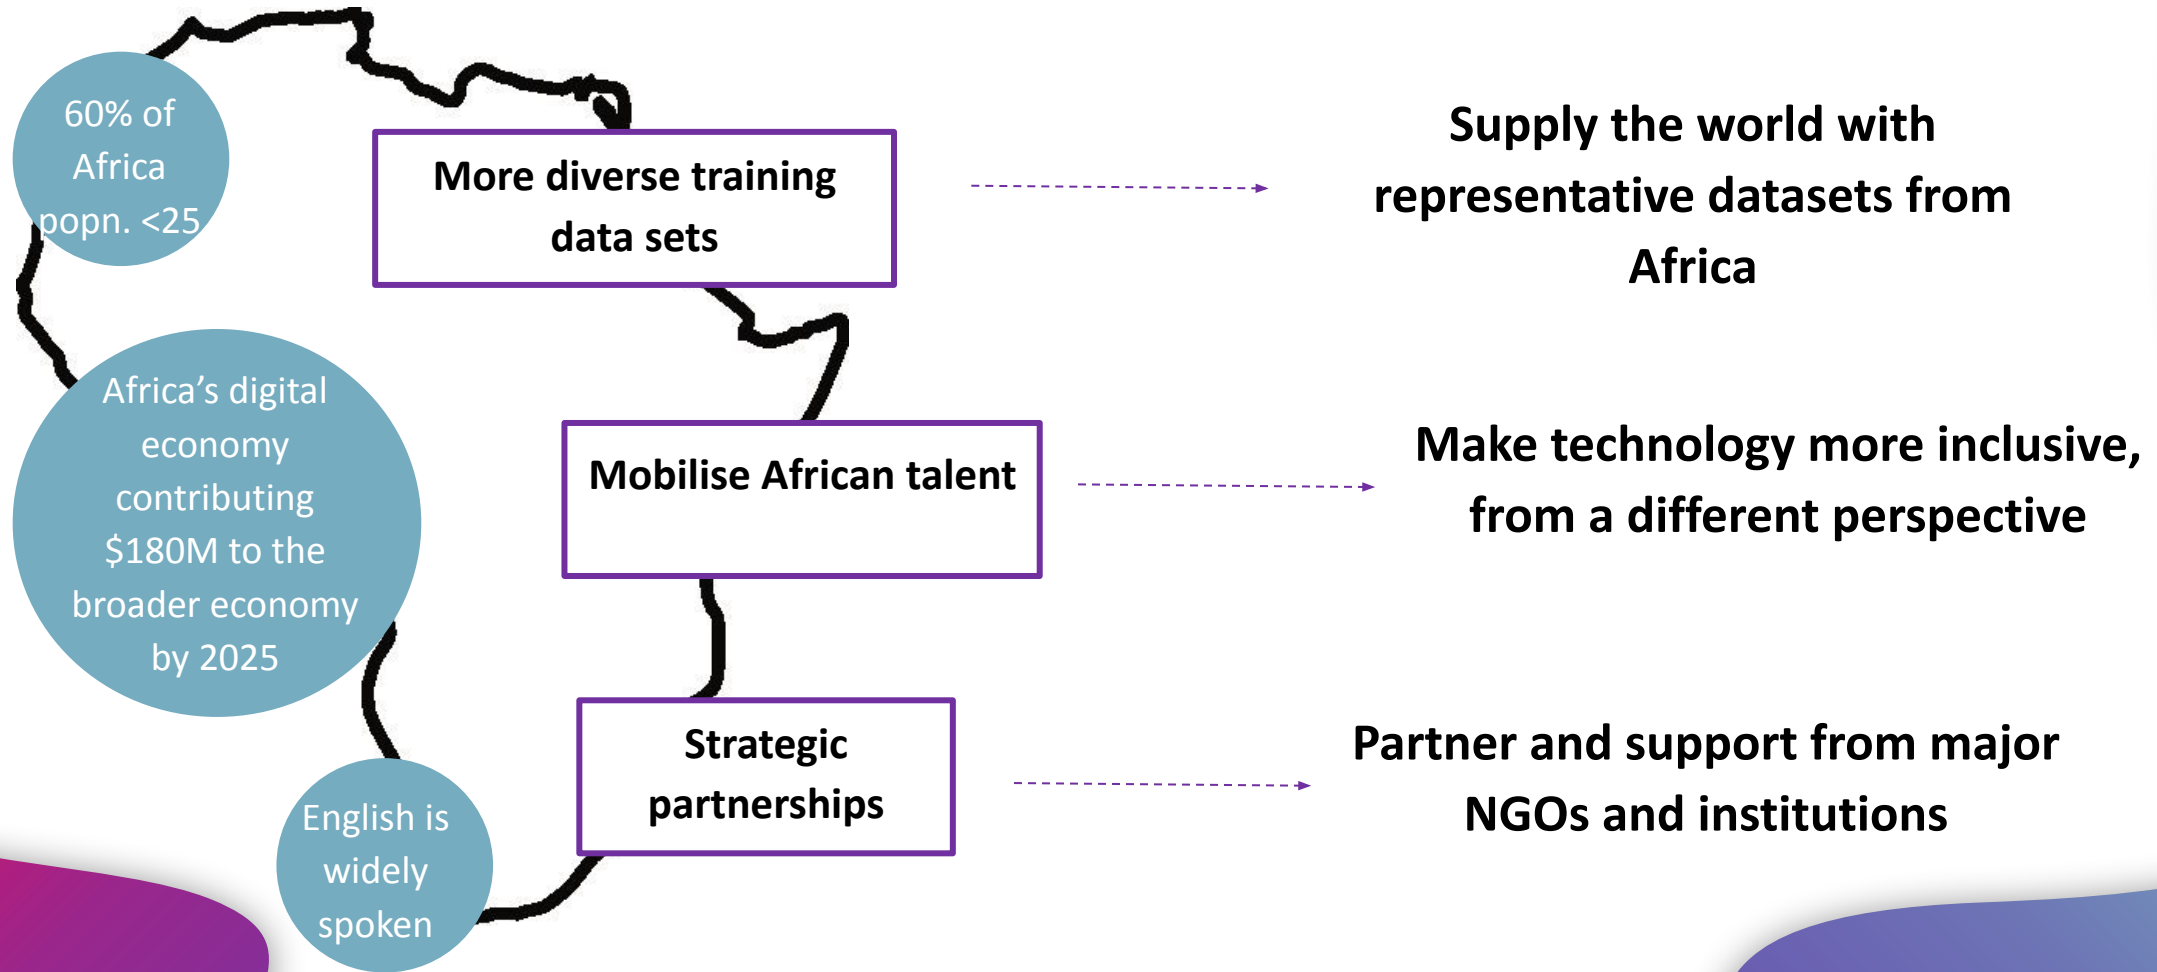 60% of
Africa
popn. <25
More diverse training
data sets
Supply the world with
representative datasets from
Africa
Africa’s digital
economy
contributing
$180M to the
broader economy
by 2025
Mobilise African talent
Make technology more inclusive,
from a different perspective
Strategic
partnerships
Partner and support from major
NGOs and institutions
English is
widely
spoken